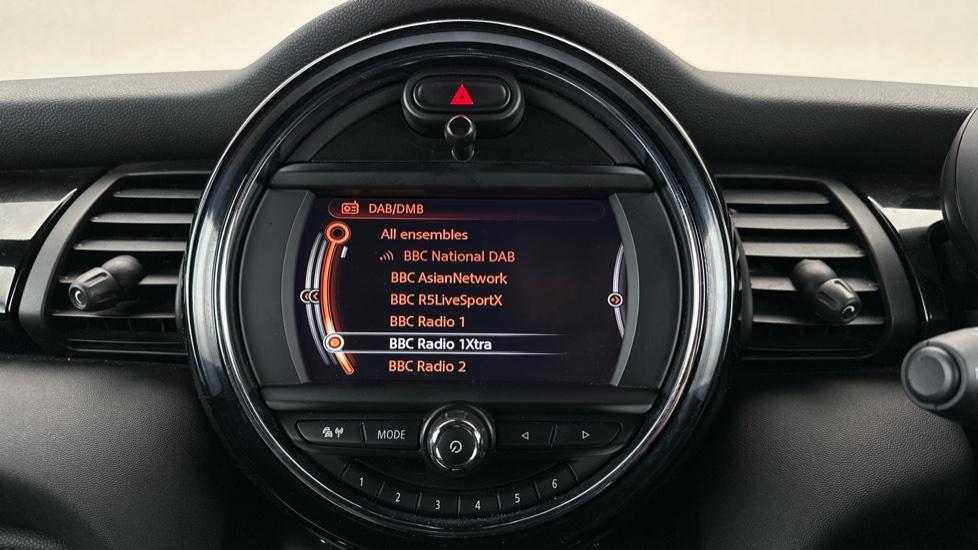 DAB/DMB
All ensembles
BBC National DAB
BBC AsianNetwork
BBC R5LiveSportX
BBC Radio 1
BBC Radio 1Xtra
BBC Radio 2
MODE
1 2 3 4 5 6